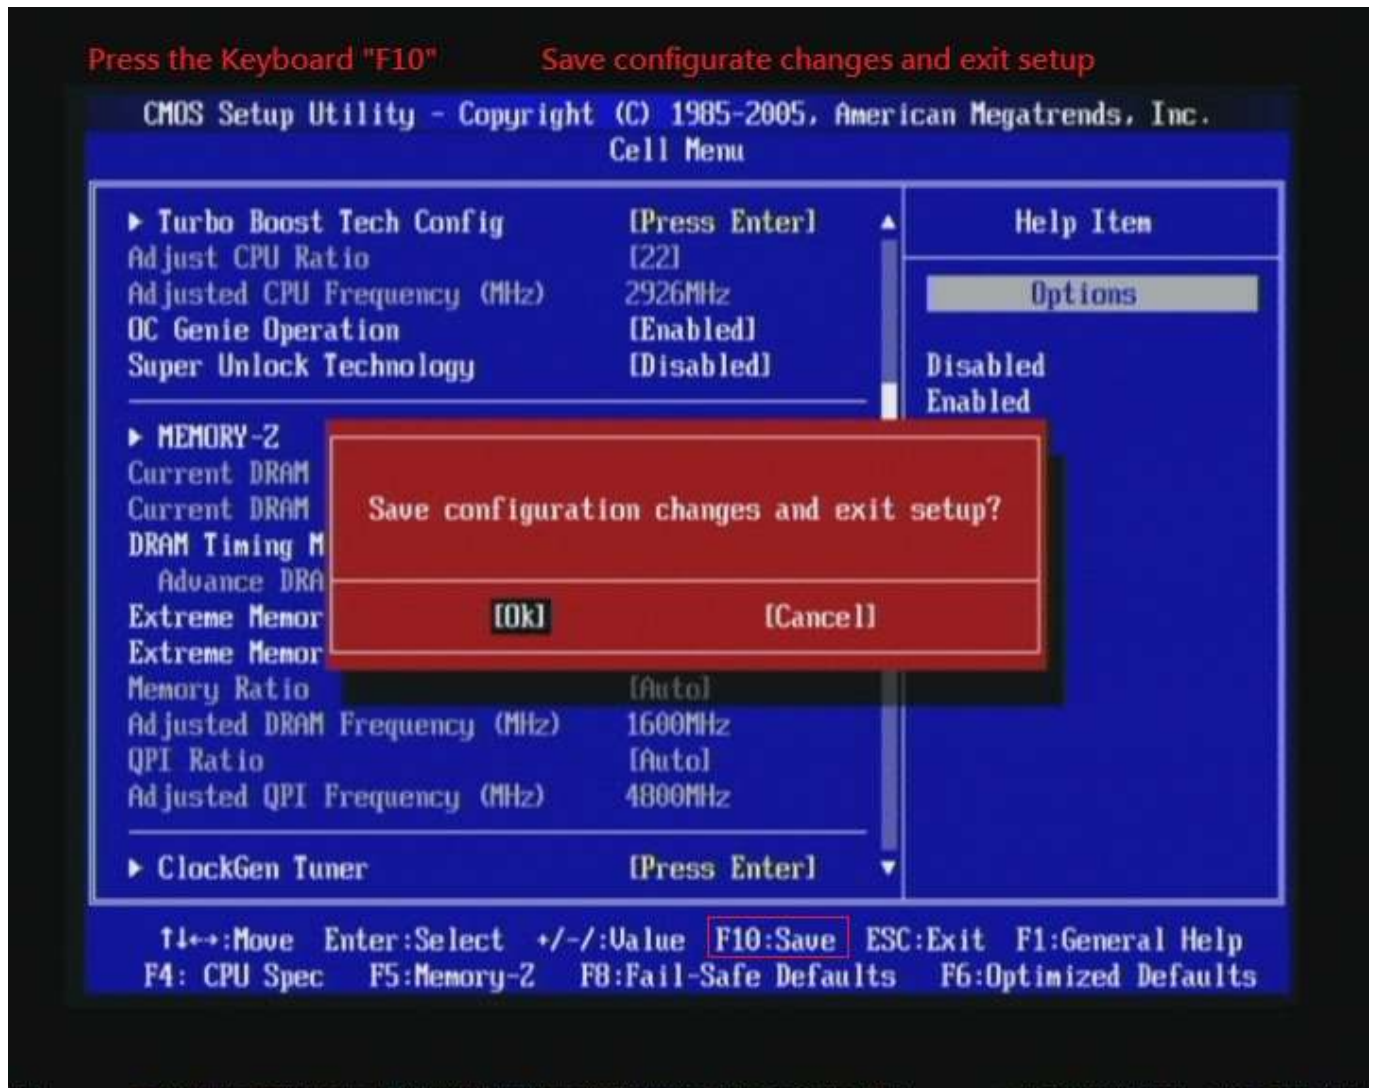 Press the Keyboard "F10" Save configurate changes and exit setup
CMOS Setup Utility - Copyright (C) 1985-2005, American Megatrends, Inc.
Cell Menu
▶ Turbo Boost Tech Config [Press Enter] ▲ Help Item
Adjust CPU Ratio [22]
Adjusted CPU Frequency (MHz) 2926MHz Options
OC Genie Operation [Enabled]
Super Unlock Technology [Disabled] Disabled
Enabled
▶ MEMORY-Z
Current DRAM
Current DRAM Save configuration changes and exit setup?
DRAM Timing M
Advance DRA
Extreme Memor [Ok] [Cancel]
Extreme Memor
Memory Ratio [Auto]
Adjusted DRAM Frequency (MHz) 1600MHz
QPI Ratio [Auto]
Adjusted QPI Frequency (MHz) 4800MHz
▶ ClockGen Tuner [Press Enter] ▼
↑↓←→:Move Enter:Select +/-/:Value F10:Save ESC:Exit F1:General Help
F4: CPU Spec F5:Memory-Z F8:Fail-Safe Defaults F6:Optimized Defaults